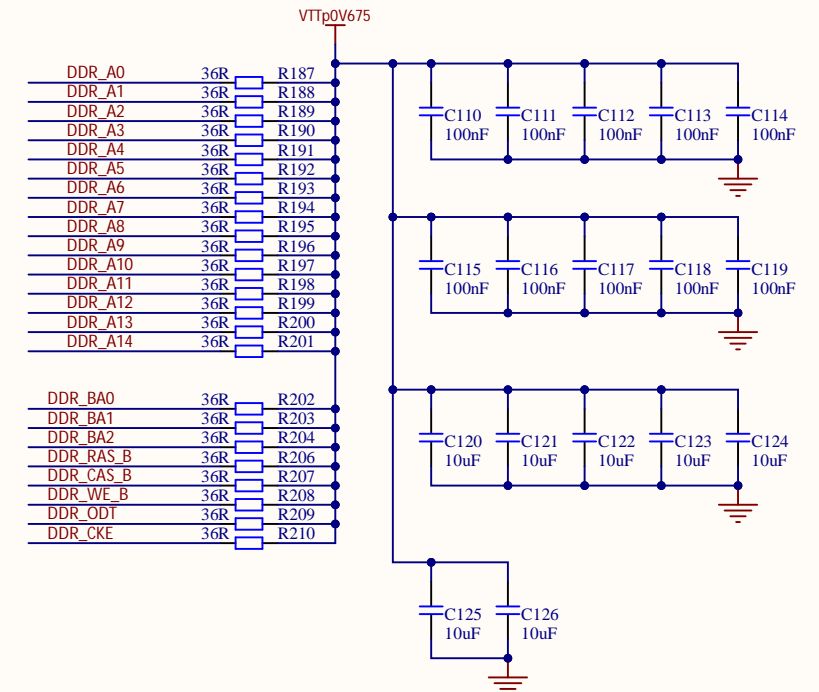 VTTp0V675
DDR_A0 36R R187
DDR_A1 36R R188
DDR_A2 36R R189
DDR_A3 36R R190
DDR_A4 36R R191
DDR_A5 36R R192
DDR_A6 36R R193
DDR_A7 36R R194
DDR_A8 36R R195
DDR_A9 36R R196
DDR_A10 36R R197
DDR_A11 36R R198
DDR_A12 36R R199
DDR_A13 36R R200
DDR_A14 36R R201
DDR_BA0 36R R202
DDR_BA1 36R R203
DDR_BA2 36R R204
DDR_RAS_B 36R R206
DDR_CAS_B 36R R207
DDR_WE_B 36R R208
DDR_ODT 36R R209
DDR_CKE 36R R210
C110 C111 C112 C113 C114
100nF 100nF 100nF 100nF 100nF
C115 C116 C117 C118 C119
100nF 100nF 100nF 100nF 100nF
C120 C121 C122 C123 C124
10uF 10uF 10uF 10uF 10uF
C125 C126
10uF 10uF